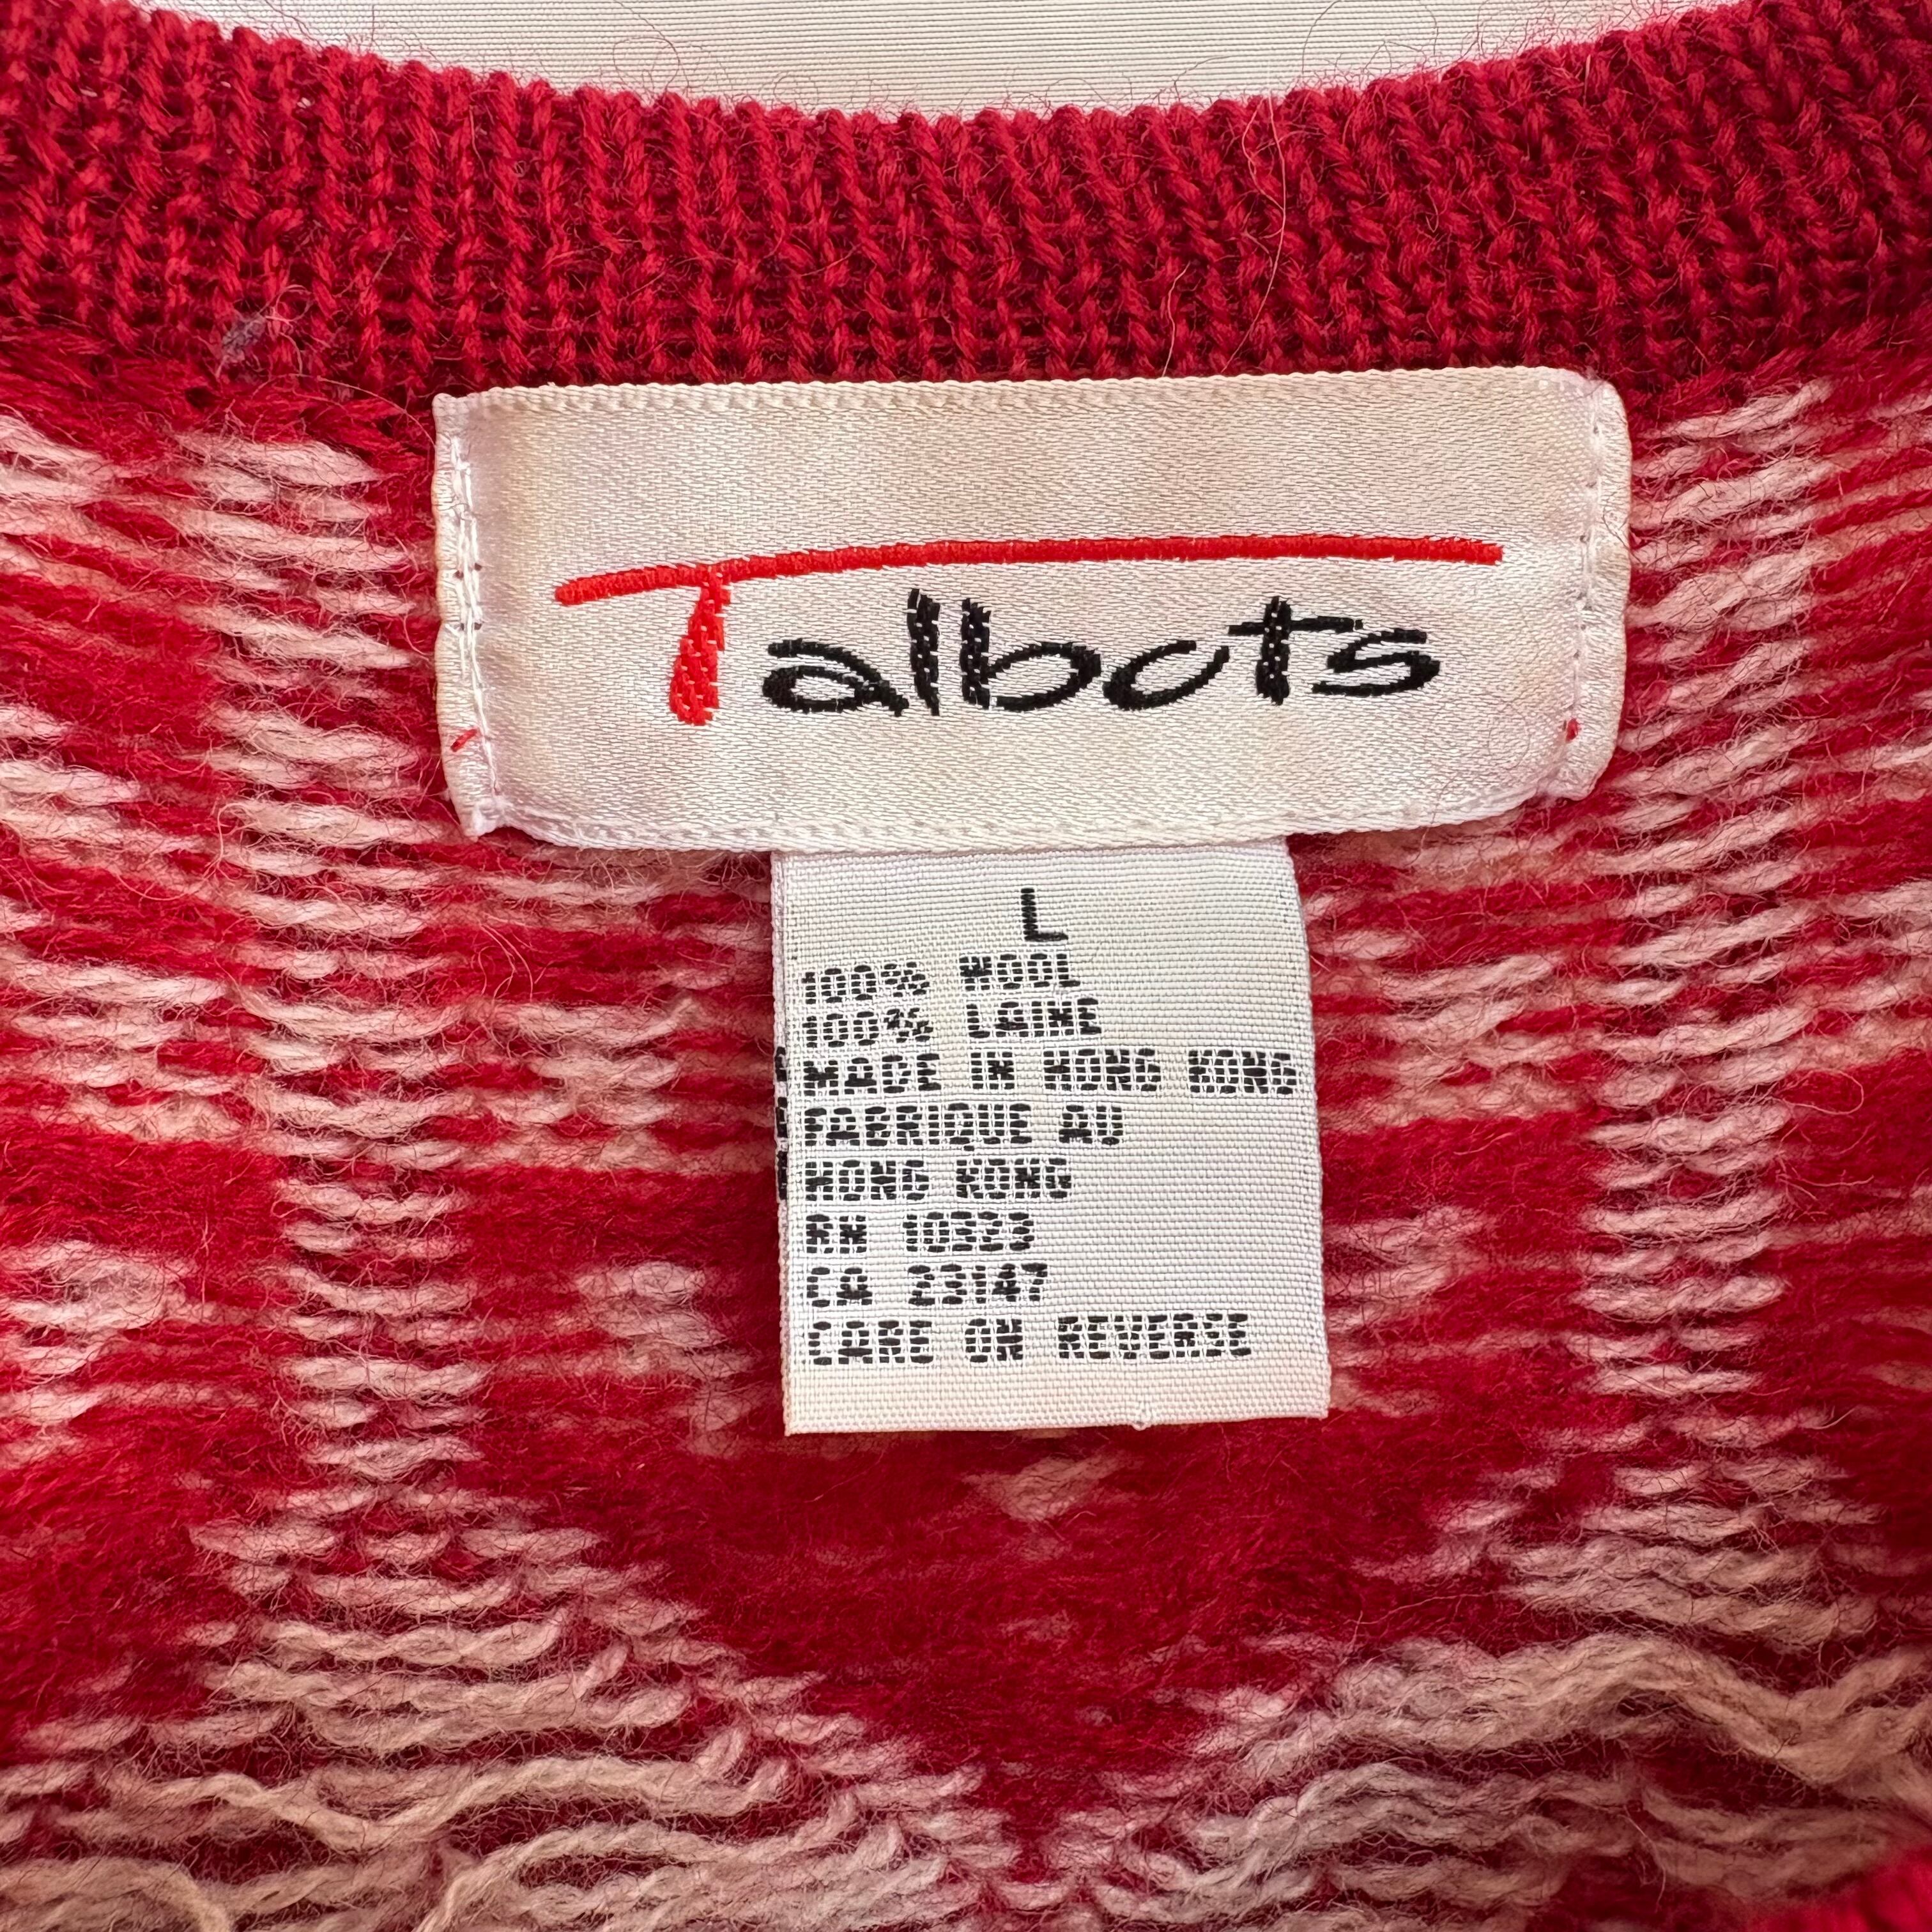 Talbots
L
100% WOOL
100% LAINE
MADE IN HONG KONG
FABRIQUE AU
HONG KONG
RN 10323
CA 23147
CARE ON REVERSE